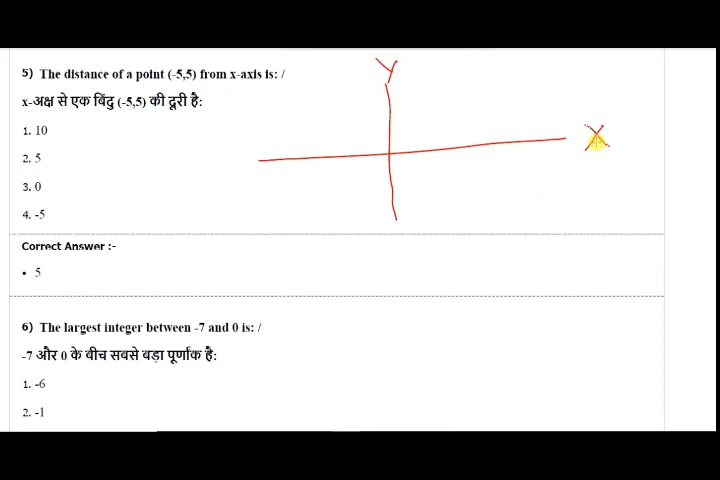 5) The distance of a point (-5,5) from x-axis is: /
x-अक्ष से एक बिंदु (-5,5) की दूरी है:
1. 10
2. 5
3. 0
4. -5
Y
X
Correct Answer :-
• 5
6) The largest integer between -7 and 0 is: /
-7 और 0 के बीच सबसे बड़ा पूर्णांक है:
1. -6
2. -1